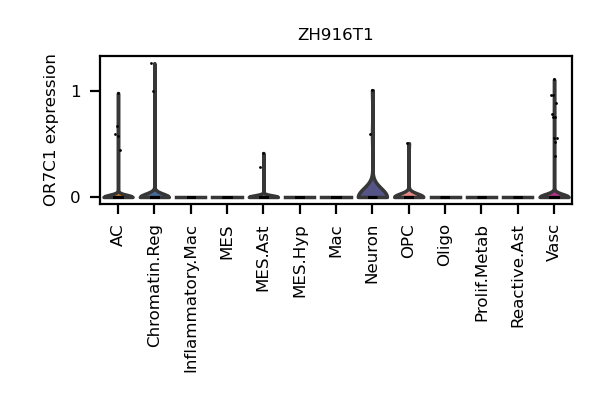 ZH916T1
OR7C1 expression
1
0
AC
Chromatin.Reg
Inflammatory.Mac
MES
MES.Ast
MES.Hyp
Mac
Neuron
OPC
Oligo
Prolif.Metab
Reactive.Ast
Vasc